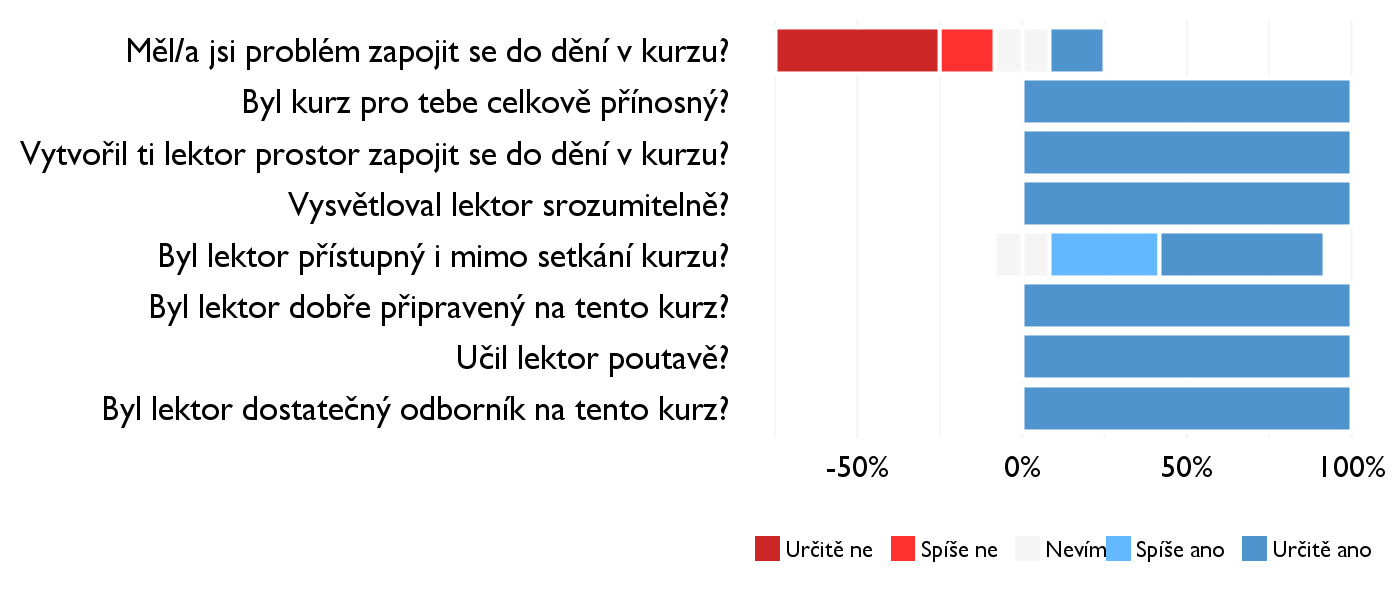 Měl/a jsi problém zapojit se do dění v kurzu?
Byl kurz pro tebe celkově přínosný?
Vytvořil ti lektor prostor zapojit se do dění v kurzu?
Vysvětloval lektor srozumitelně?
Byl lektor přístupný i mimo setkání kurzu?
Byl lektor dobře připravený na tento kurz?
Učil lektor poutavě?
Byl lektor dostatečný odborník na tento kurz?
-50% 0% 50% 100%
Určitě ne Spíše ne Nevím Spíše ano Určitě ano